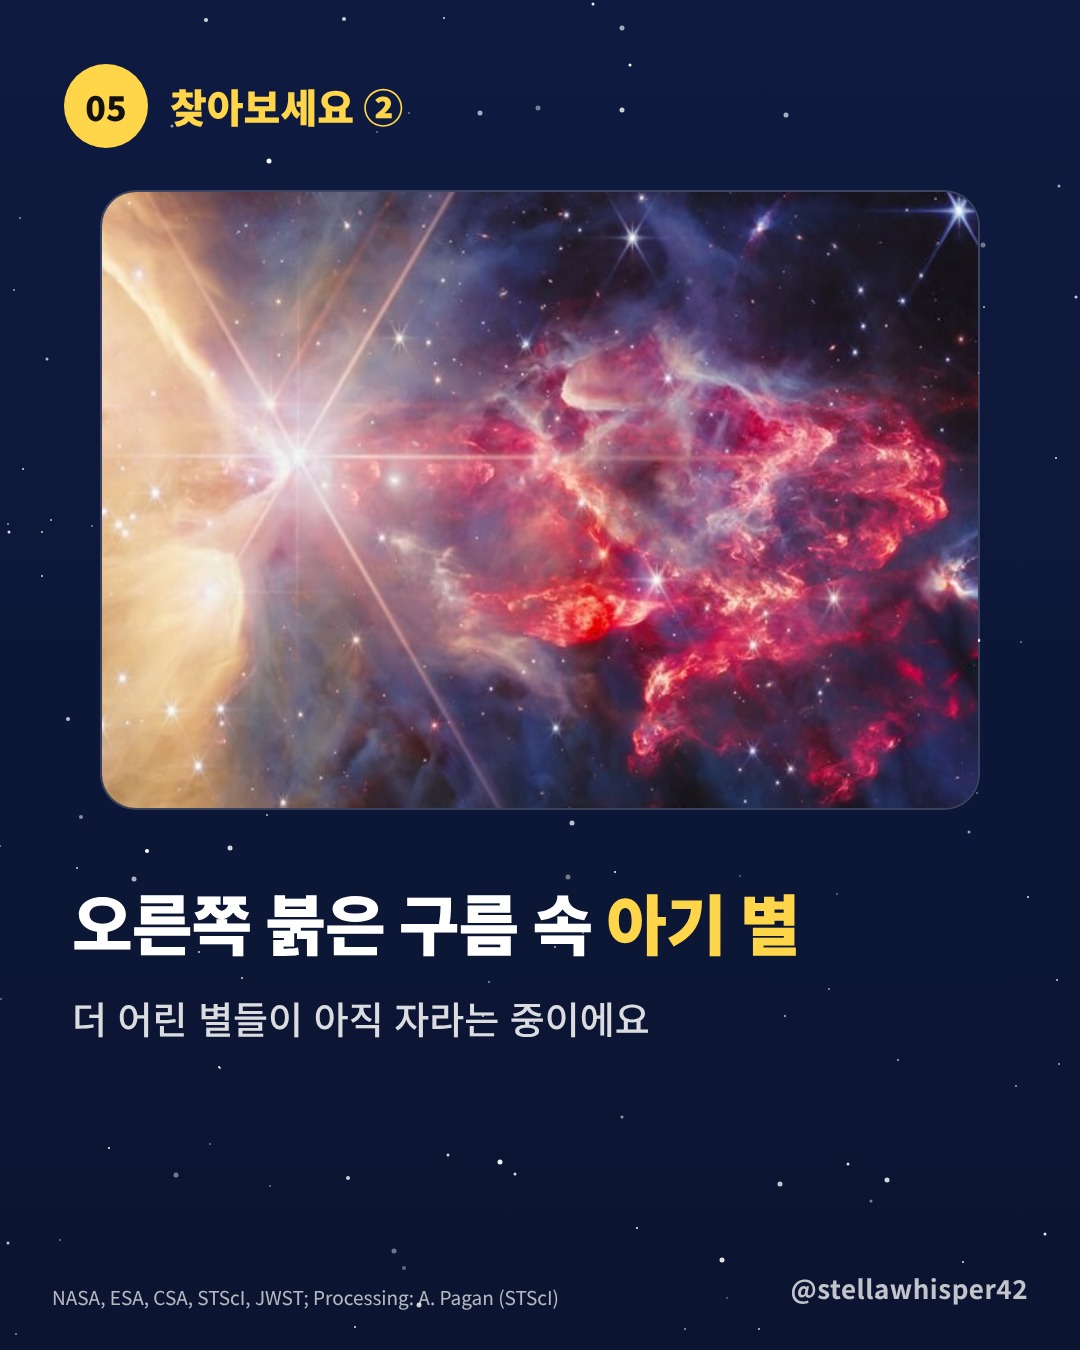 05 찾아보세요 ②
오른쪽 붉은 구름 속 아기 별
더 어린 별들이 아직 자라는 중이에요
NASA, ESA, CSA, STScI, JWST; Processing: A. Pagan (STScI)
@stellawhisper42